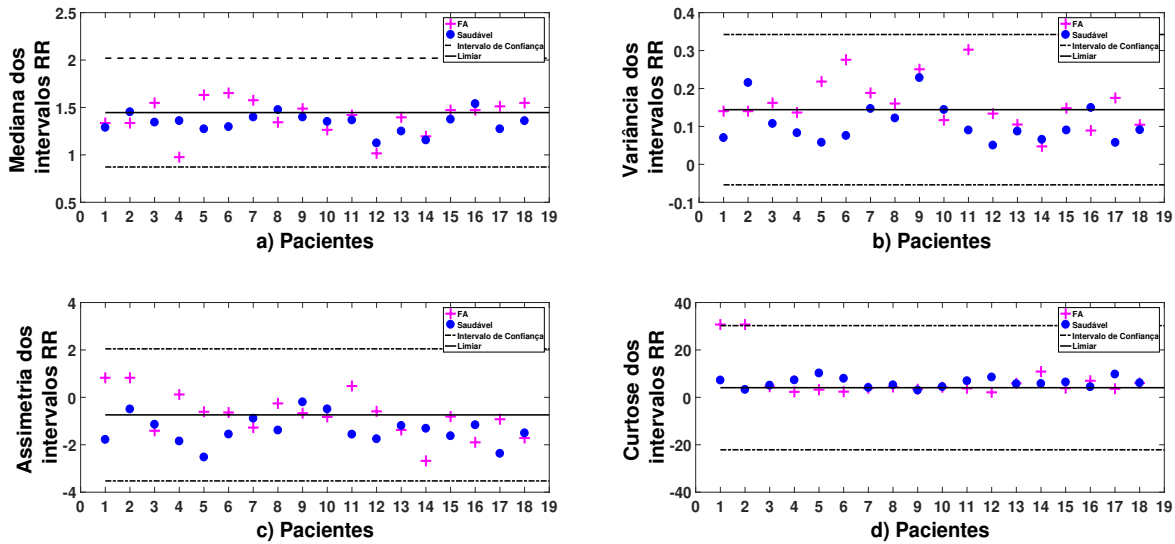 Mediana dos
intervalos RR
2.5
2
1.5
1
0.5
0 1 2 3 4 5 6 7 8 9 10 11 12 13 14 15 16 17 18 19
a) Pacientes
FA
Saudável
Intervalo de Confiança
Limiar
Variância dos
intervalos RR
0.4
0.3
0.2
0.1
0
-0.1
0 1 2 3 4 5 6 7 8 9 10 11 12 13 14 15 16 17 18 19
b) Pacientes
FA
Saudável
Intervalo de Confiança
Limiar
Assimetria dos
intervalos RR
4
2
0
-2
-4
0 1 2 3 4 5 6 7 8 9 10 11 12 13 14 15 16 17 18 19
c) Pacientes
FA
Saudável
Intervalo de Confiança
Limiar
Curtose dos
intervalos RR
40
20
0
-20
-40
0 1 2 3 4 5 6 7 8 9 10 11 12 13 14 15 16 17 18 19
d) Pacientes
FA
Saudável
Intervalo de Confiança
Limiar